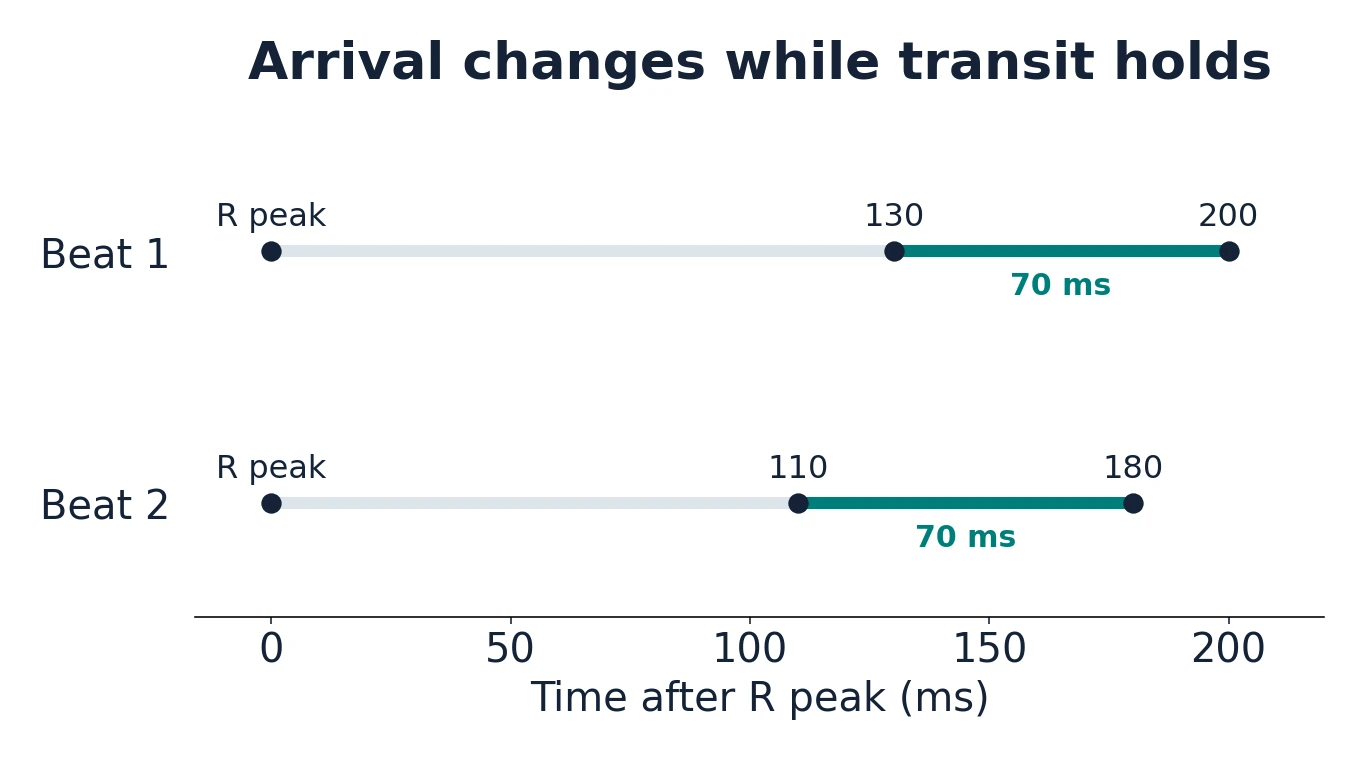 Arrival changes while transit holds
R peak 130 200
Beat 1
70 ms
R peak 110 180
Beat 2
70 ms
0 50 100 150 200
Time after R peak (ms)